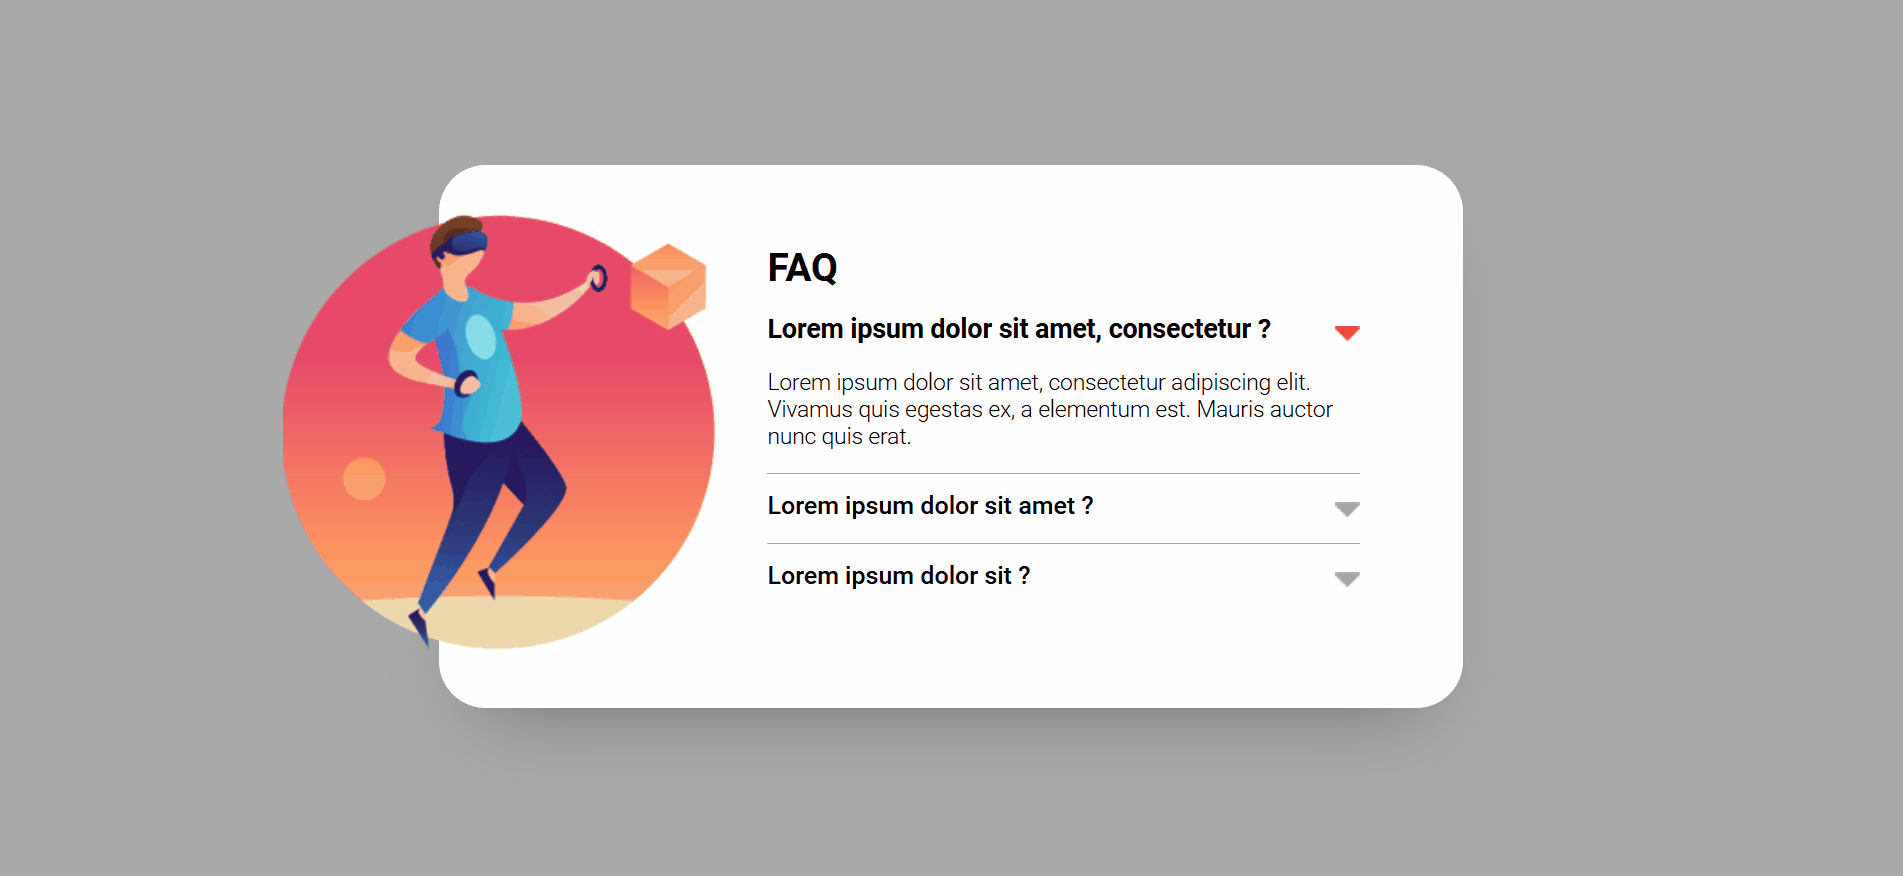 FAQ
Lorem ipsum dolor sit amet, consectetur ?
Lorem ipsum dolor sit amet, consectetur adipiscing elit.
Vivamus quis egestas ex, a elementum est. Mauris auctor
nunc quis erat.
Lorem ipsum dolor sit amet ?
Lorem ipsum dolor sit ?